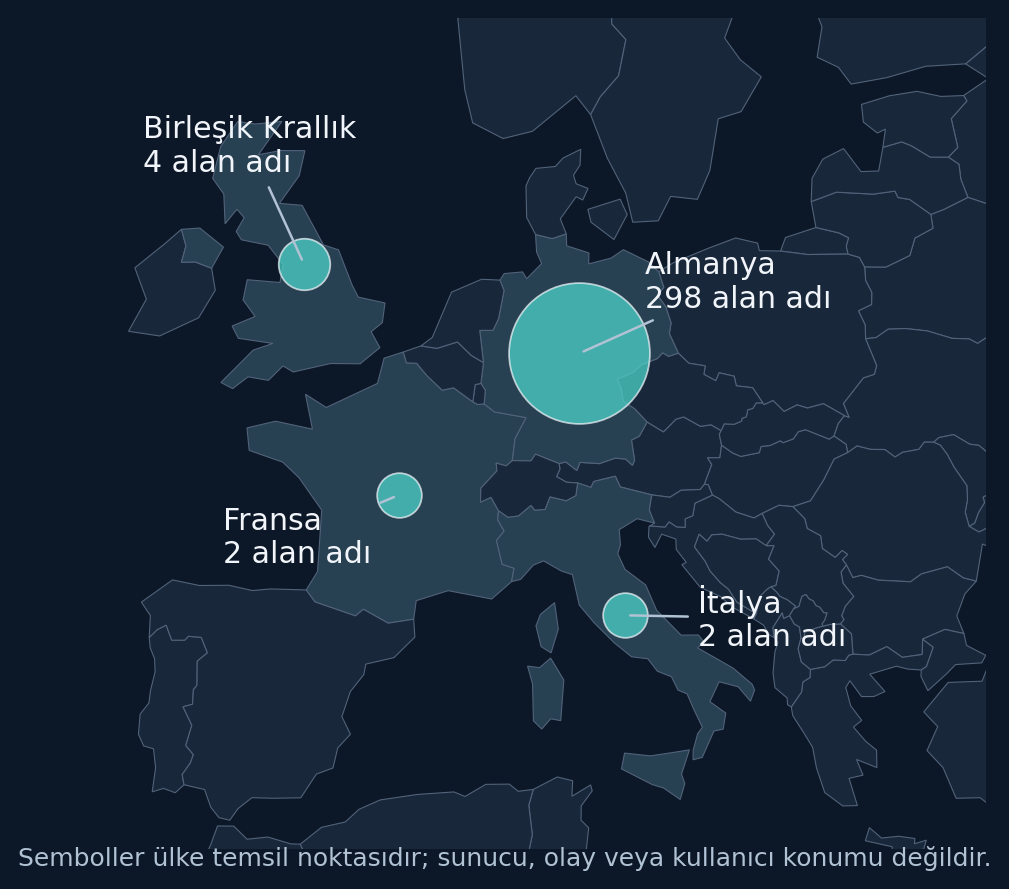 Birleşik Krallık
4 alan adı
Almanya
298 alan adı
Fransa
2 alan adı
İtalya
2 alan adı
Semboller ülke temsil noktasıdır; sunucu, olay veya kullanıcı konumu değildir.